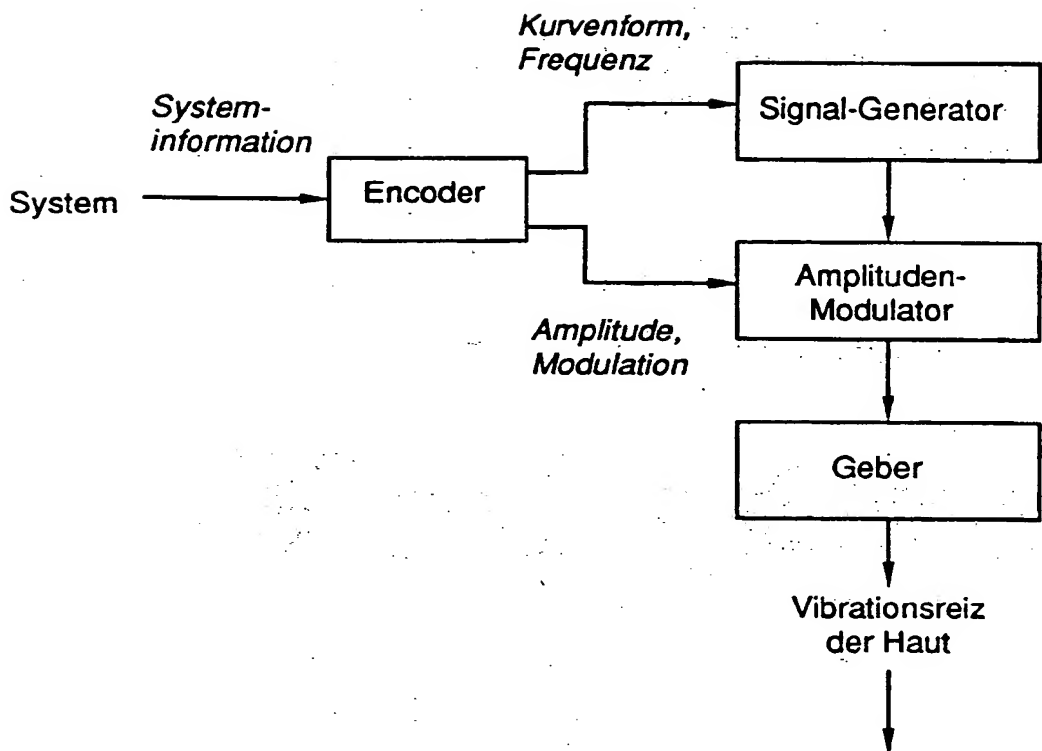 Kurvenform,
Frequenz
Signal-Generator
System-
information
Encoder
System
Amplituden-
Modulator
Amplitude,
Modulation
Geber
Vibrationsreiz
der Haut